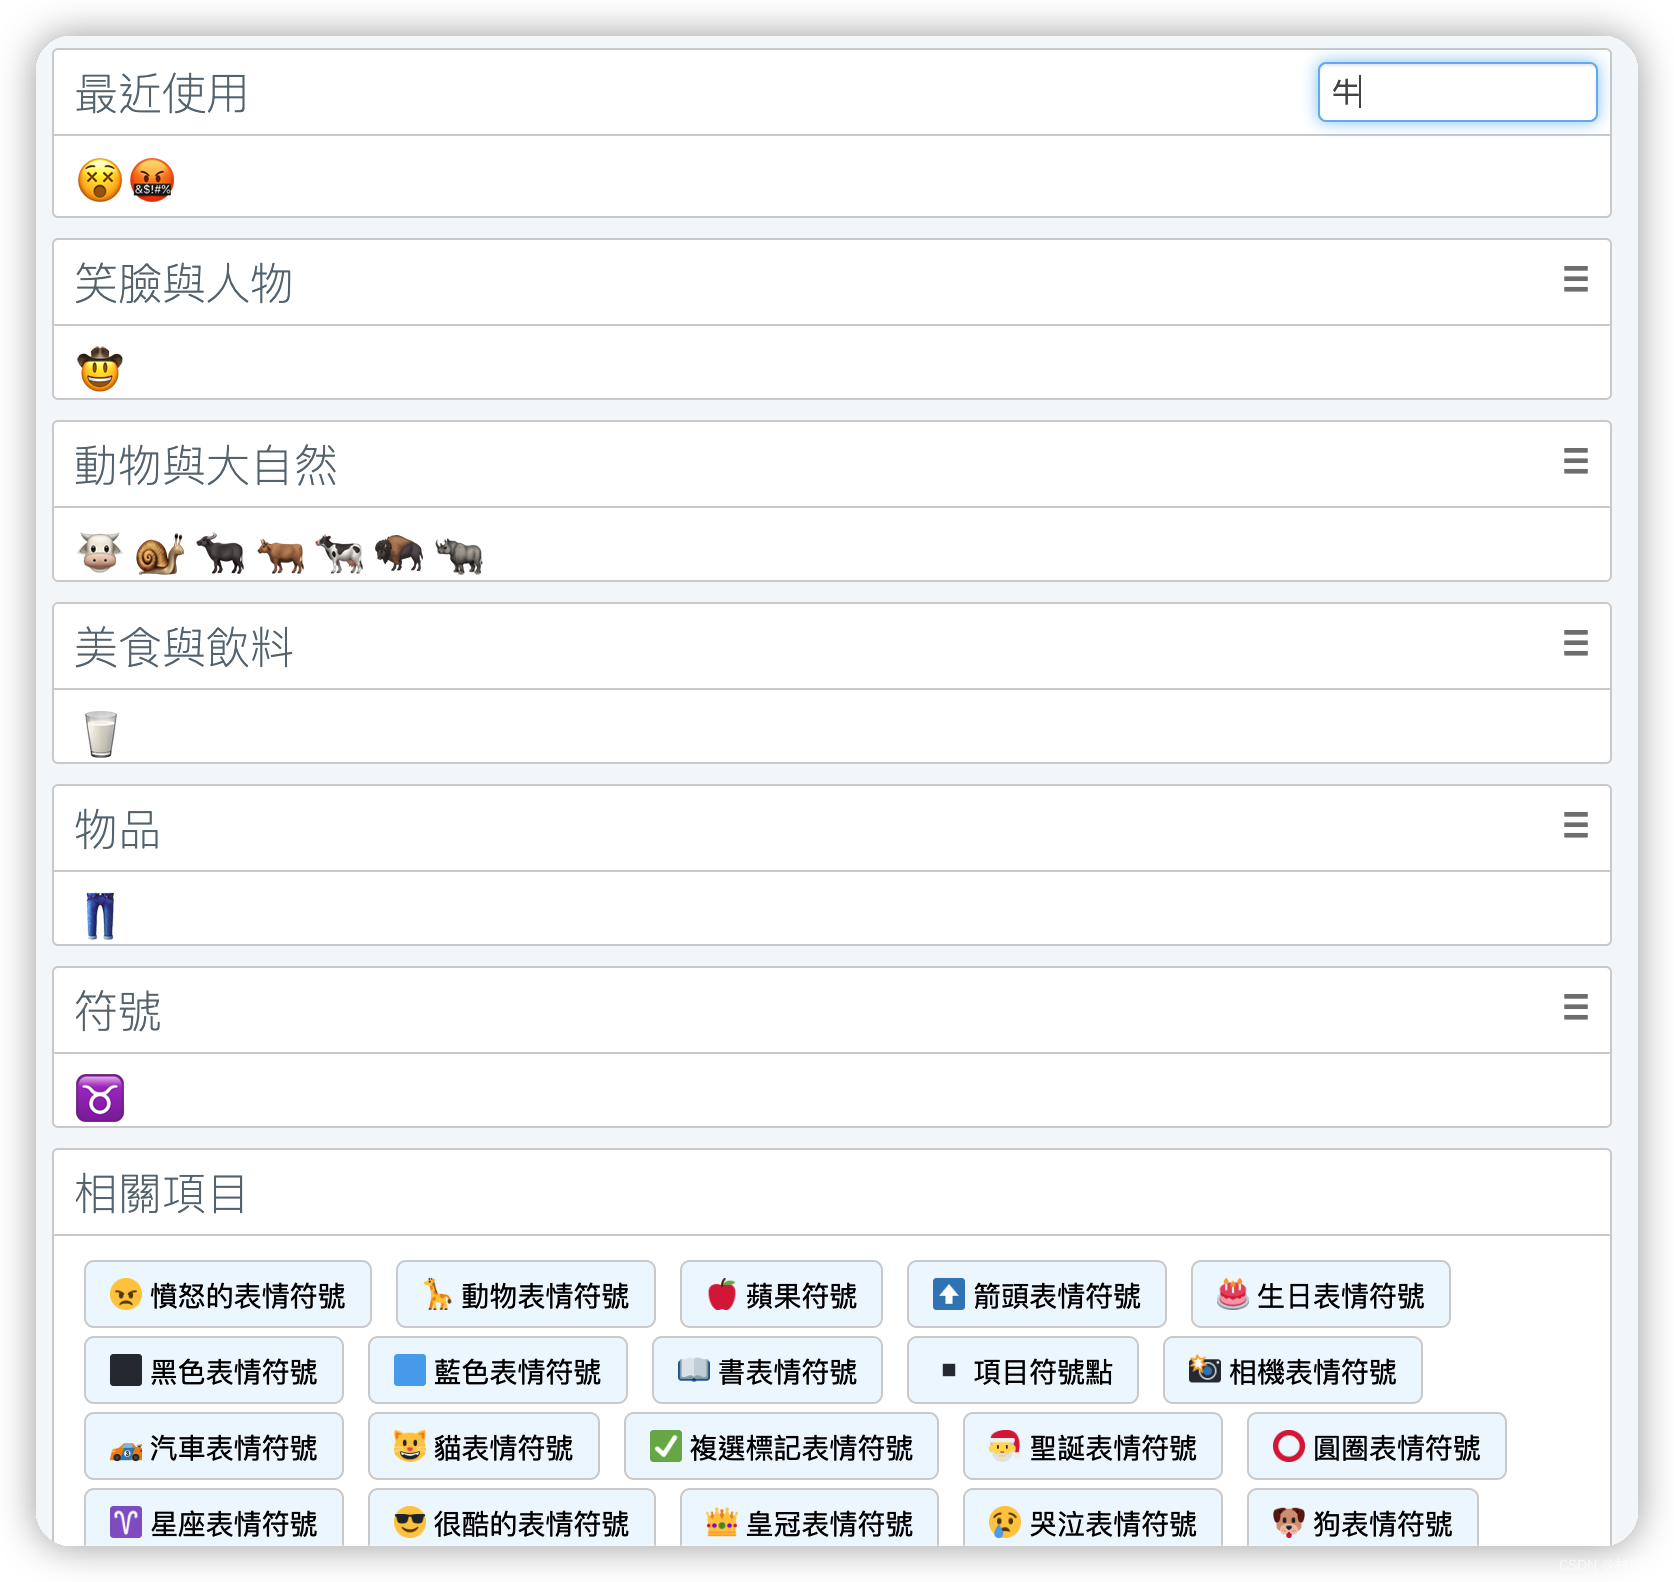 最近使用
牛
笑臉與人物
動物與大自然
美食與飲料
物品
符號
相關項目
憤怒的表情符號 動物表情符號 蘋果符號 箭頭表情符號 生日表情符號
黑色表情符號 藍色表情符號 書表情符號 項目符號點 相機表情符號
汽車表情符號 貓表情符號 複選標記表情符號 聖誕表情符號 圓圈表情符號
星座表情符號 很酷的表情符號 皇冠表情符號 哭泣表情符號 狗表情符號
CSDN